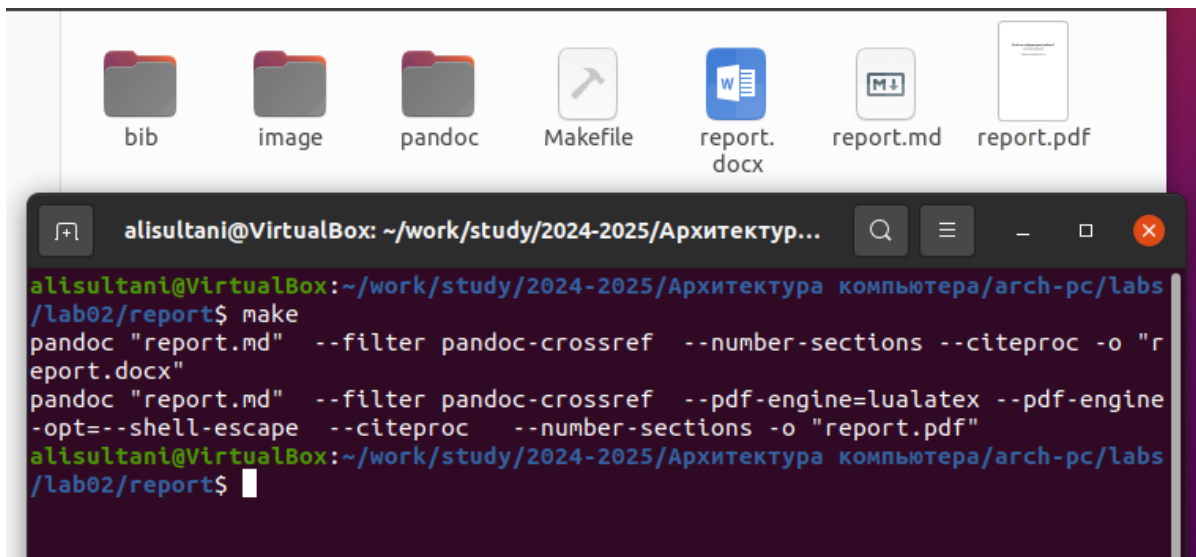 bib
image
pandoc
Makefile
report.
docx
report.md
report.pdf
alisultani@VirtualBox: ~/work/study/2024-2025/Архитектур...
alisultani@VirtualBox:~/work/study/2024-2025/Архитектура компьютера/arch-pc/labs
/lab02/report$ make
pandoc "report.md"  --filter pandoc-crossref  --number-sections --citeproc -o "r
eport.docx"
pandoc "report.md"  --filter pandoc-crossref  --pdf-engine=lualatex --pdf-engine
-opt=--shell-escape  --citeproc   --number-sections -o "report.pdf"
alisultani@VirtualBox:~/work/study/2024-2025/Архитектура компьютера/arch-pc/labs
/lab02/report$